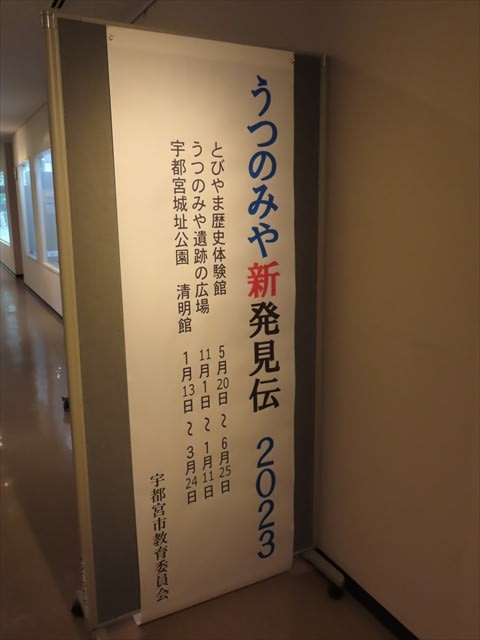 うつのみや新発見伝 2023
とびやま歴史体験館 5月20日～6月25日
うつのみや遺跡の広場 11月1日～1月11日
宇都宮城址公園 清明館 1月13日～3月24日
宇都宮市教育委員会